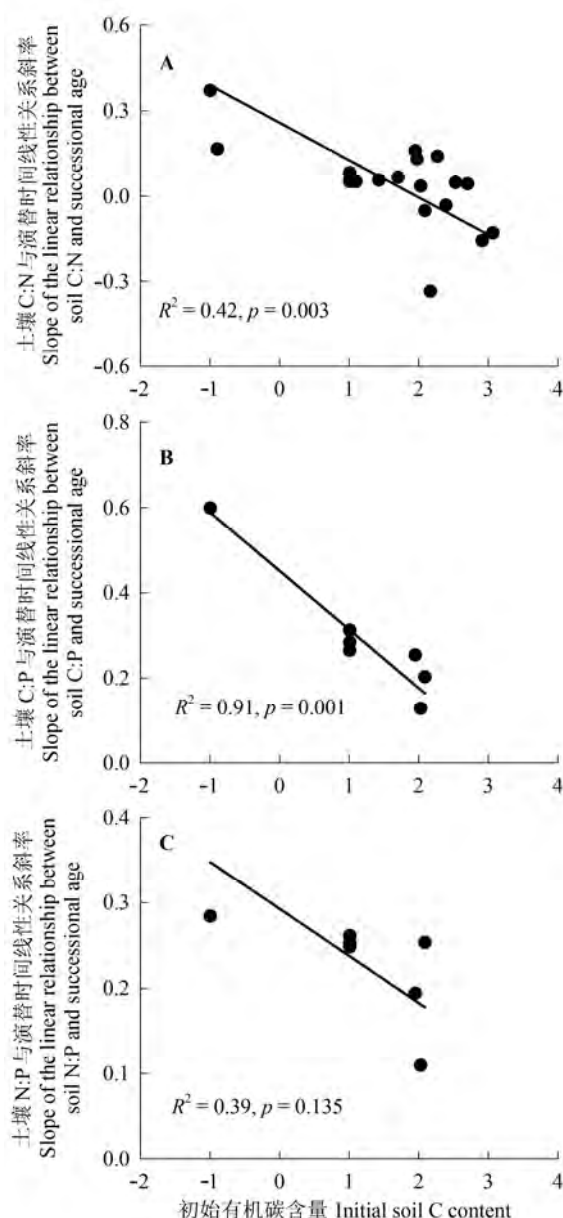 土壤 C:N 与演替时间线性关系斜率
Slope of the linear relationship between
soil C:N and successional age
0.6
0.3
0.0
−0.3
−0.6
A
R² = 0.42, p = 0.003
−2 −1 0 1 2 3 4
土壤 C:P 与演替时间线性关系斜率
Slope of the linear relationship between
soil C:P and successional age
0.8
0.6
0.4
0.2
0.0
B
R² = 0.91, p = 0.001
−2 −1 0 1 2 3 4
土壤 N:P 与演替时间线性关系斜率
Slope of the linear relationship between
soil N:P and successional age
0.4
0.3
0.2
0.1
0.0
C
R² = 0.39, p = 0.135
−2 −1 0 1 2 3 4
初始有机碳含量 Initial soil C content